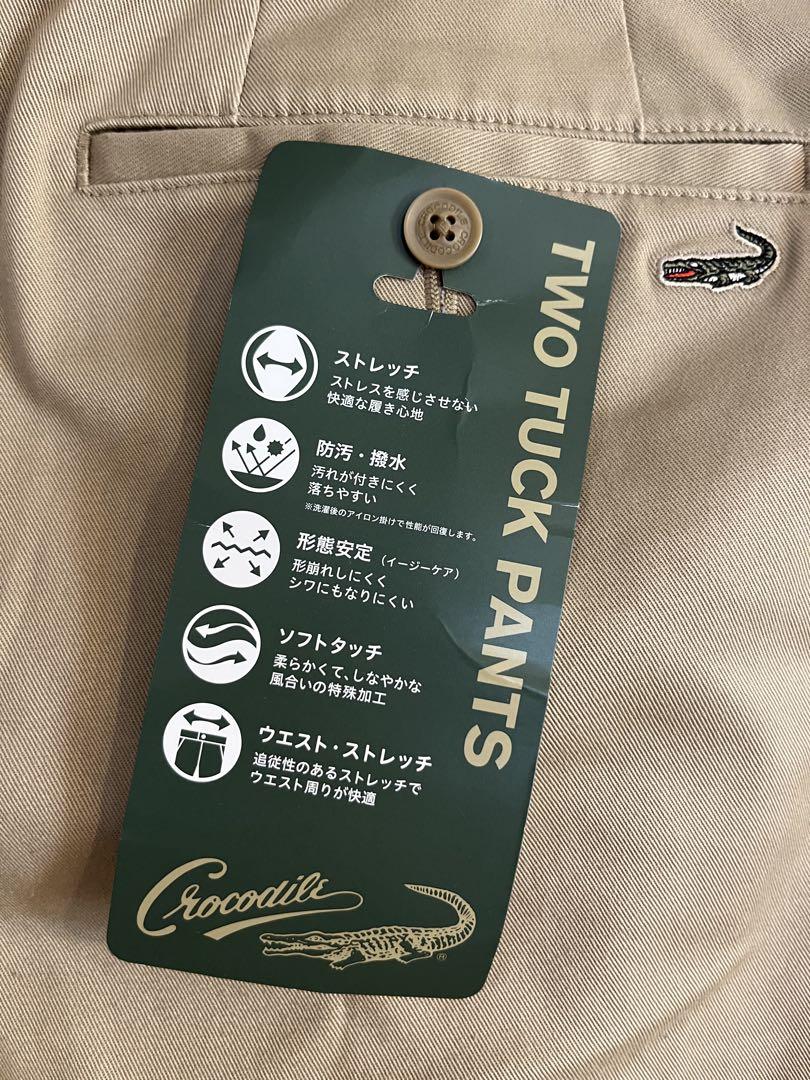 TWO TUCK PANTS
ストレッチ
ストレスを感じさせない
快適な履き心地
防汚・撥水
汚れが付きにくく
落ちやすい
※洗濯後のアイロン掛けで性能が回復します。
形態安定（イージーケア）
形崩れしにくく
シワにもなりにくい
ソフトタッチ
柔らかくて、しなやかな
風合いの特殊加工
ウエスト・ストレッチ
追従性のあるストレッチで
ウエスト周りが快適
Crocodile
®
CROCODILE CROCODILE